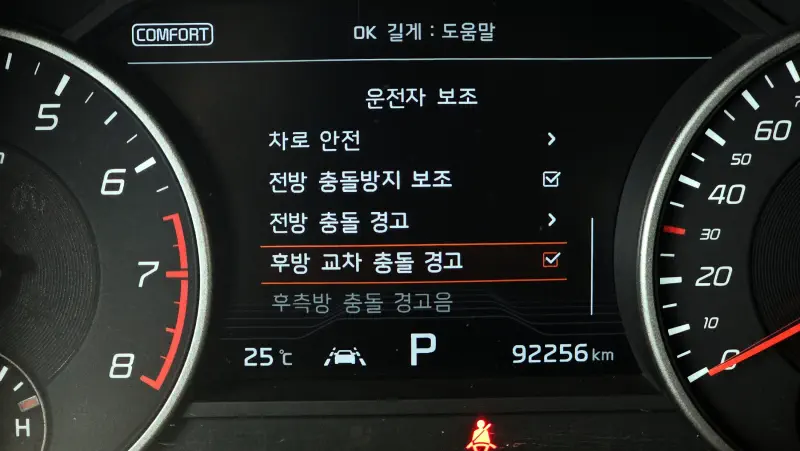 COMFORT OK 길게 : 도움말
운전자 보조
차로 안전
전방 충돌방지 보조
전방 충돌 경고
후방 교차 충돌 경고
후측방 충돌 경고음
25 ℃ P 92256 km
5
6
7
8
H
60
50
40
30
20
10
0